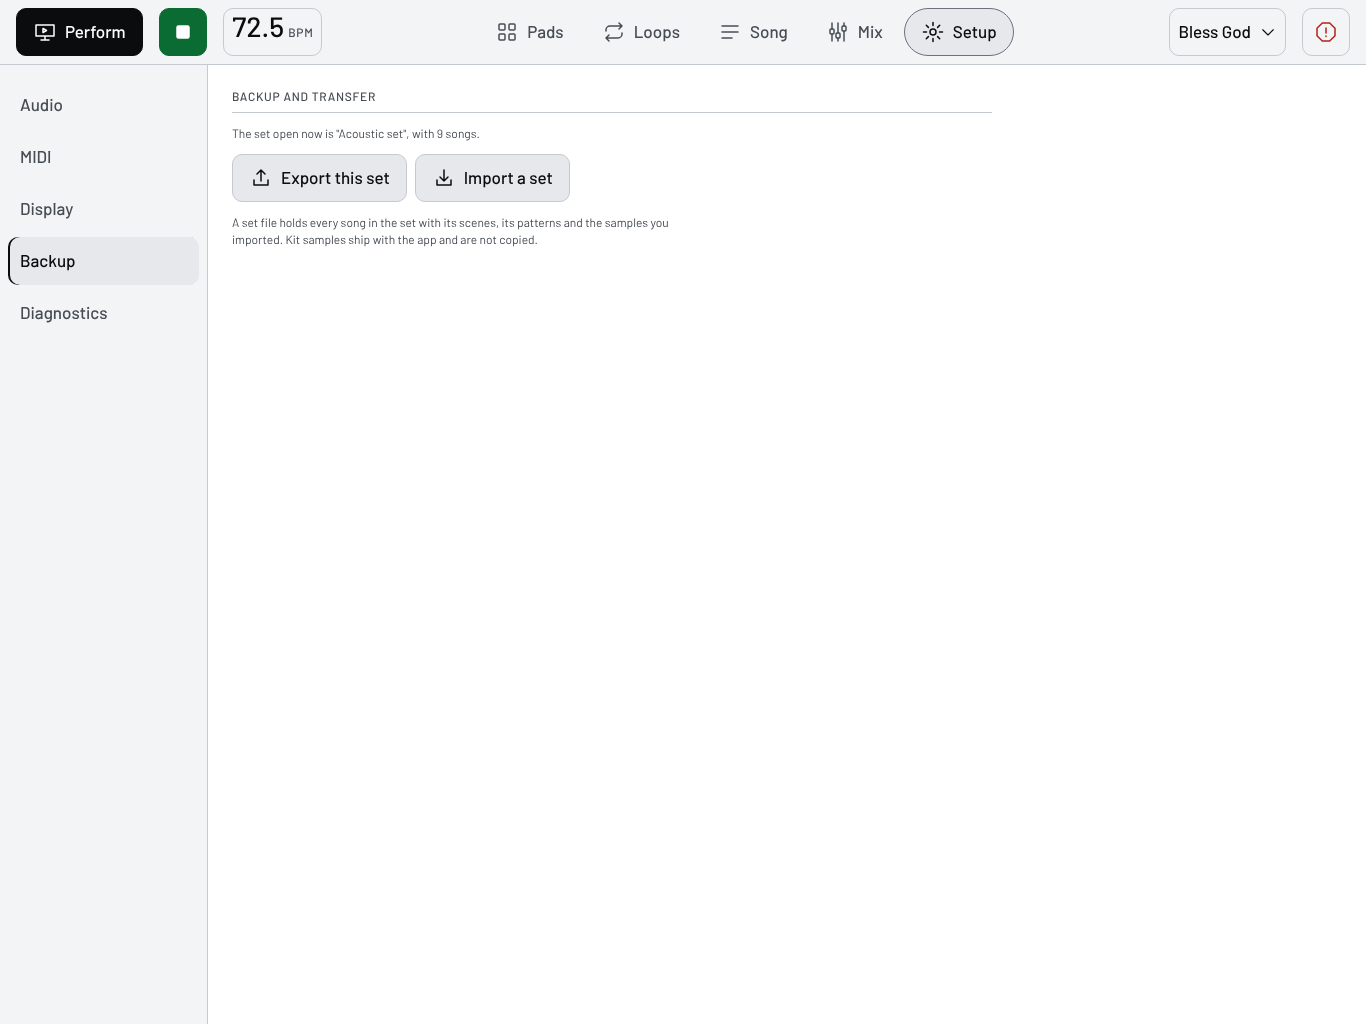 Perform
72.5 BPM
Pads
Loops
Song
Mix
Setup
Bless God
Audio
MIDI
Display
Backup
Diagnostics
BACKUP AND TRANSFER
The set open now is "Acoustic set", with 9 songs.
Export this set
Import a set
A set file holds every song in the set with its scenes, its patterns and the samples you
imported. Kit samples ship with the app and are not copied.